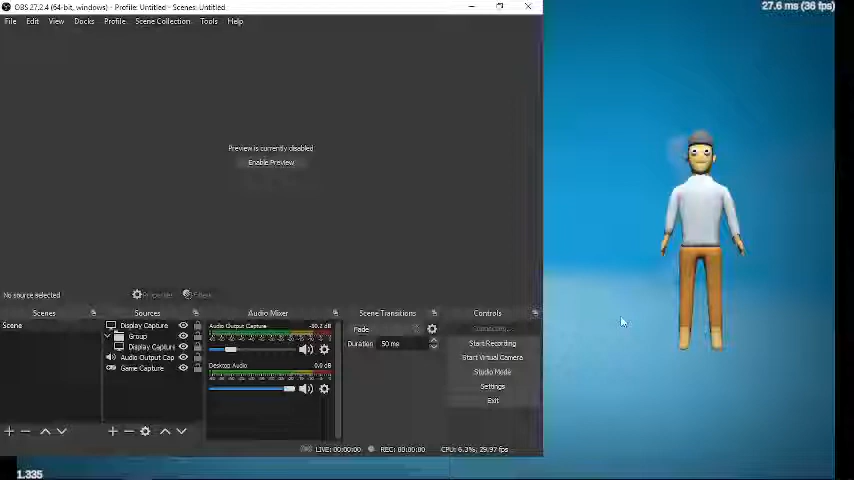 OBS 27.2.4 (64-bit, windows) - Profile: Untitled - Scenes: Untitled
27.6 ms (36 fps)
File Edit View Docks Profile Scene Collection Tools Help
Preview is currently disabled
Enable Preview
No source selected
Properties
Filters
Scenes
Sources
Audio Mixer
Scene Transitions
Controls
Scene
Display Capture
Group
Display Capture
Audio Output Cap
Game Capture
Audio Output Capture
Desktop Audio
0.0 dB
Fade
Duration 50 ms
Start Recording
Start Virtual Camera
Studio Mode
Settings
Exit
LIVE: 00:00:00
REC: 00:00:00
CPU: 6.3%, 29.97 fps
1.335